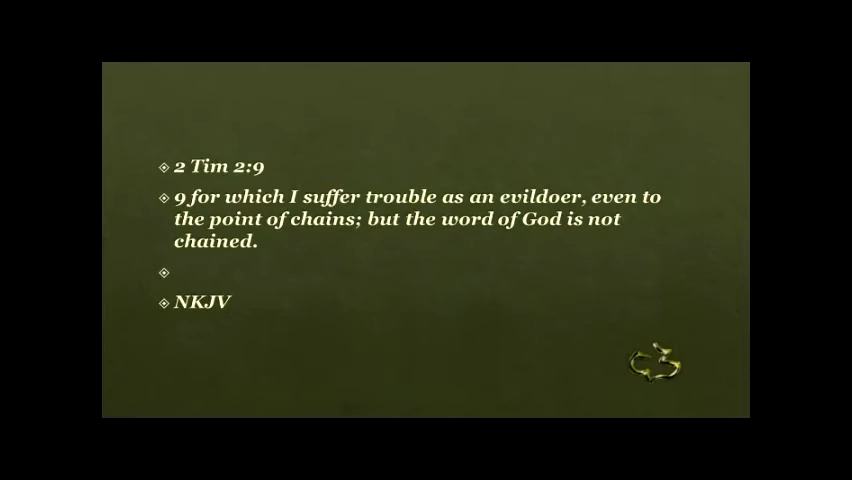 2 Tim 2:9
9 for which I suffer trouble as an evildoer, even to
the point of chains; but the word of God is not
chained.
NKJV